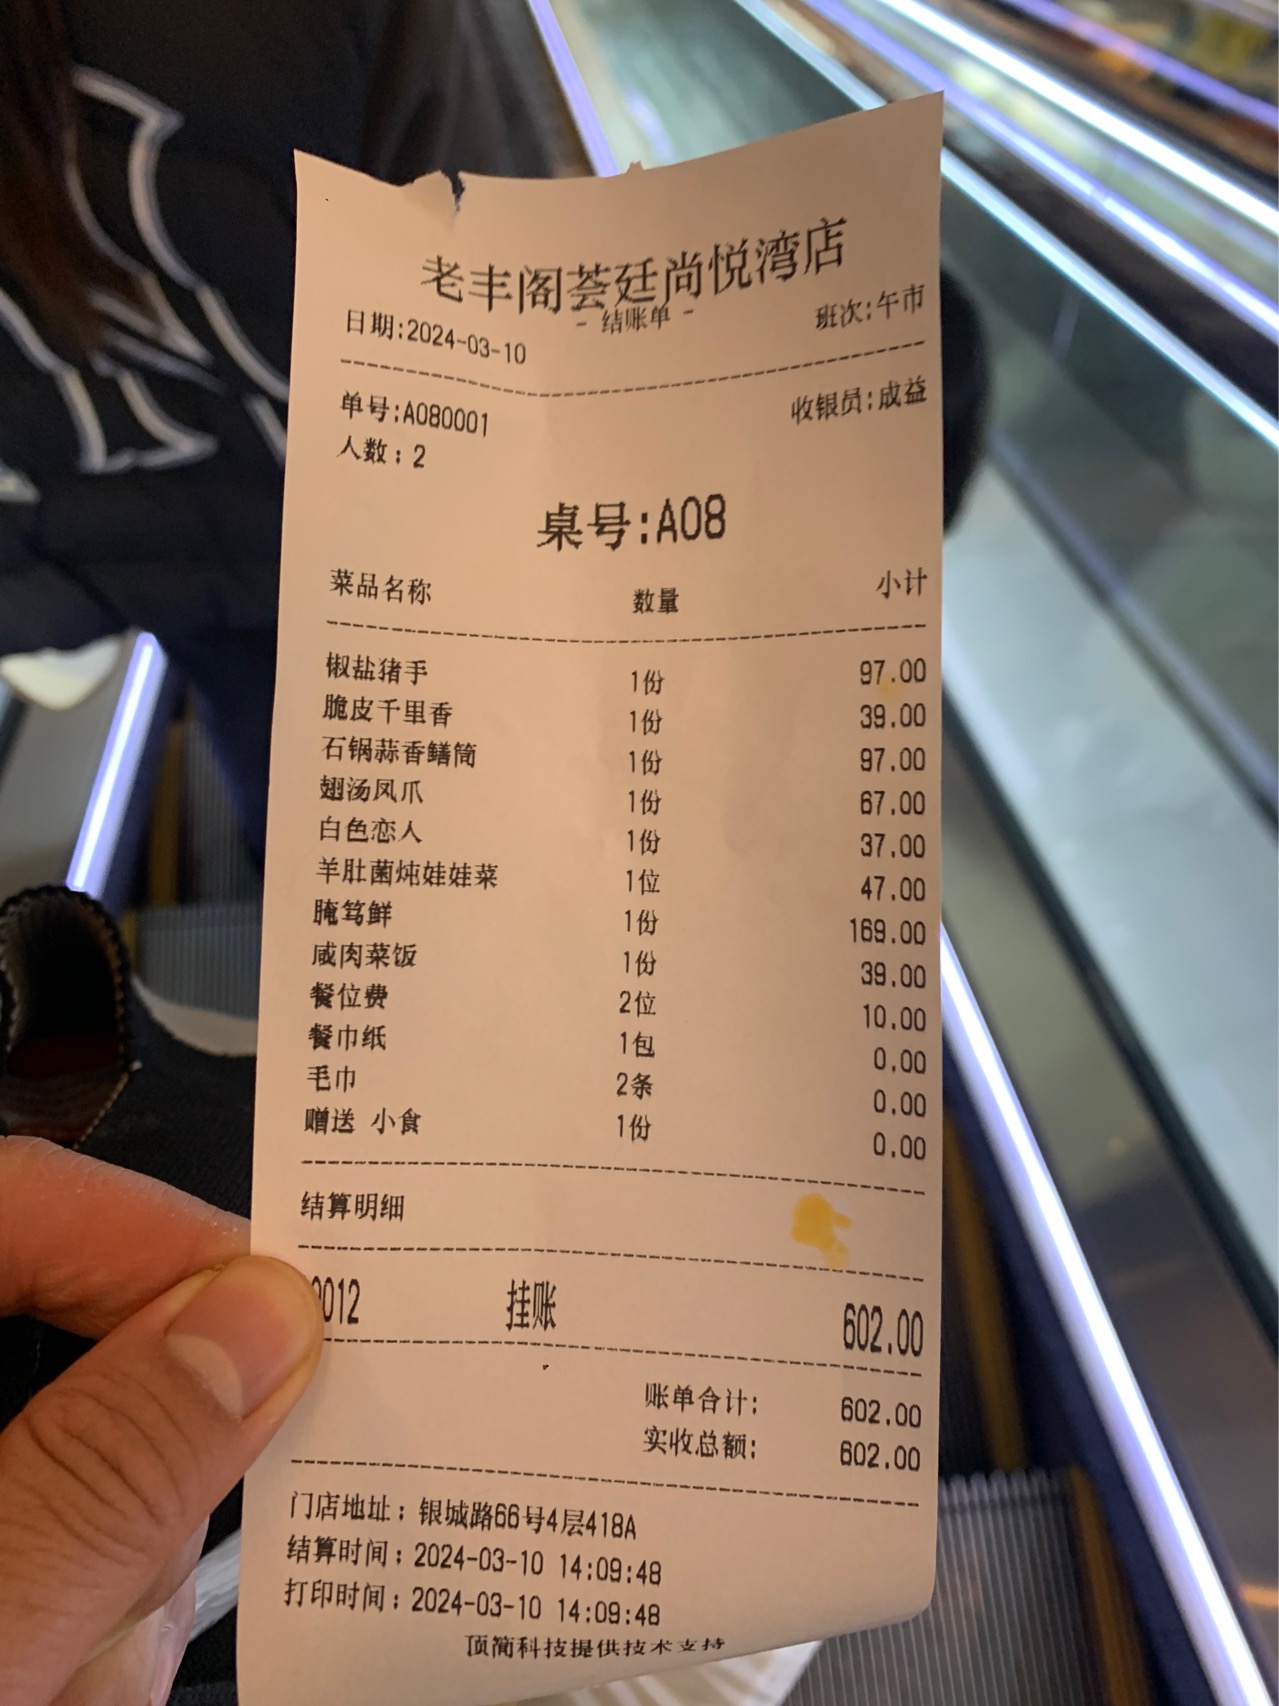 老丰阁荟廷尚悦湾店
- 结账单 -
日期:2024-03-10 班次:午市
单号:A080001 收银员:成益
人数:2
桌号:A08
菜品名称 数量 小计
椒盐猪手 1份 97.00
脆皮千里香 1份 39.00
石锅蒜香鳝筒 1份 97.00
翅汤凤爪 1份 67.00
白色恋人 1份 37.00
羊肚菌炖娃娃菜 1位 47.00
腌笃鲜 1份 169.00
咸肉菜饭 1份 39.00
餐位费 2位 10.00
餐巾纸 1包 0.00
毛巾 2条 0.00
赠送 小食 1份 0.00
结算明细
012 挂账 602.00
账单合计: 602.00
实收总额: 602.00
门店地址:银城路66号4层418A
结算时间:2024-03-10 14:09:48
打印时间:2024-03-10 14:09:48
顶简科技提供技术支持